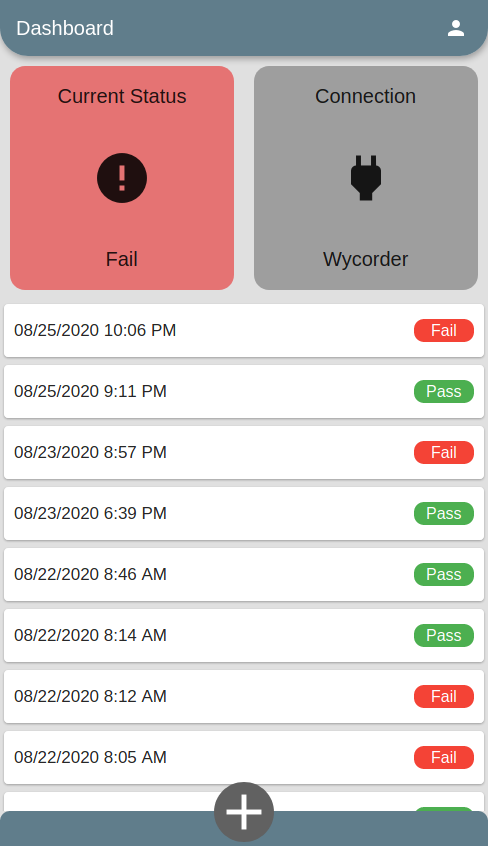 Dashboard
Current Status
Fail
Connection
Wycorder
08/25/2020 10:06 PM Fail
08/25/2020 9:11 PM Pass
08/23/2020 8:57 PM Fail
08/23/2020 6:39 PM Pass
08/22/2020 8:46 AM Pass
08/22/2020 8:14 AM Pass
08/22/2020 8:12 AM Fail
08/22/2020 8:05 AM Fail